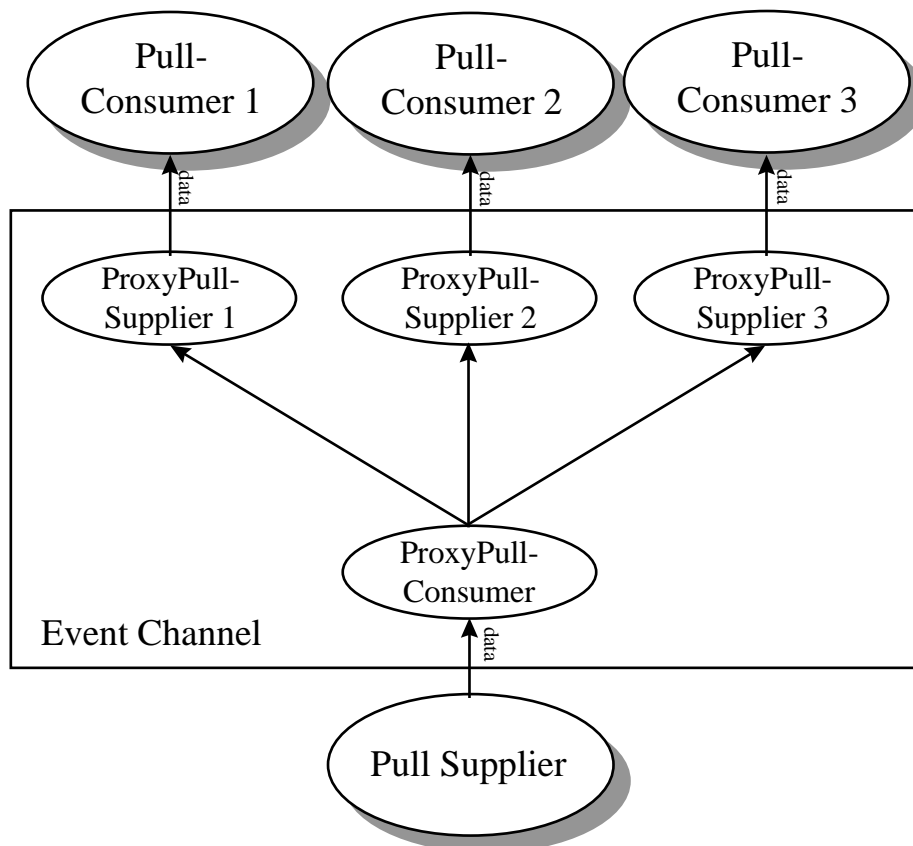 Pull-
Consumer 1
Pull-
Consumer 2
Pull-
Consumer 3
data
data
data
ProxyPull-
Supplier 1
ProxyPull-
Supplier 2
ProxyPull-
Supplier 3
ProxyPull-
Consumer
Event Channel
data
Pull Supplier